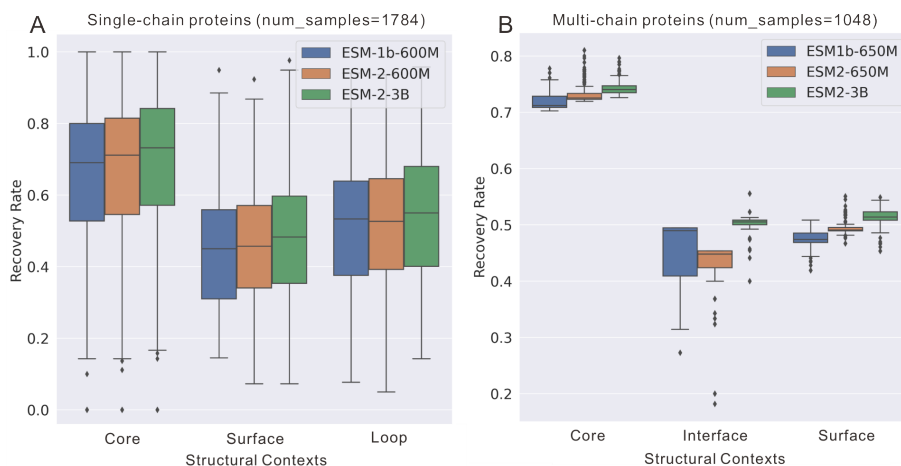 A
Single-chain proteins (num_samples=1784)
ESM-1b-600M
ESM-2-600M
ESM-2-3B
1.0
0.8
0.6
0.4
0.2
0.0
Recovery Rate
Core
Surface
Loop
Structural Contexts
B
Multi-chain proteins (num_samples=1048)
ESM1b-650M
ESM2-650M
ESM2-3B
0.8
0.7
0.6
0.5
0.4
0.3
0.2
Recovery Rate
Core
Interface
Surface
Structural Contexts